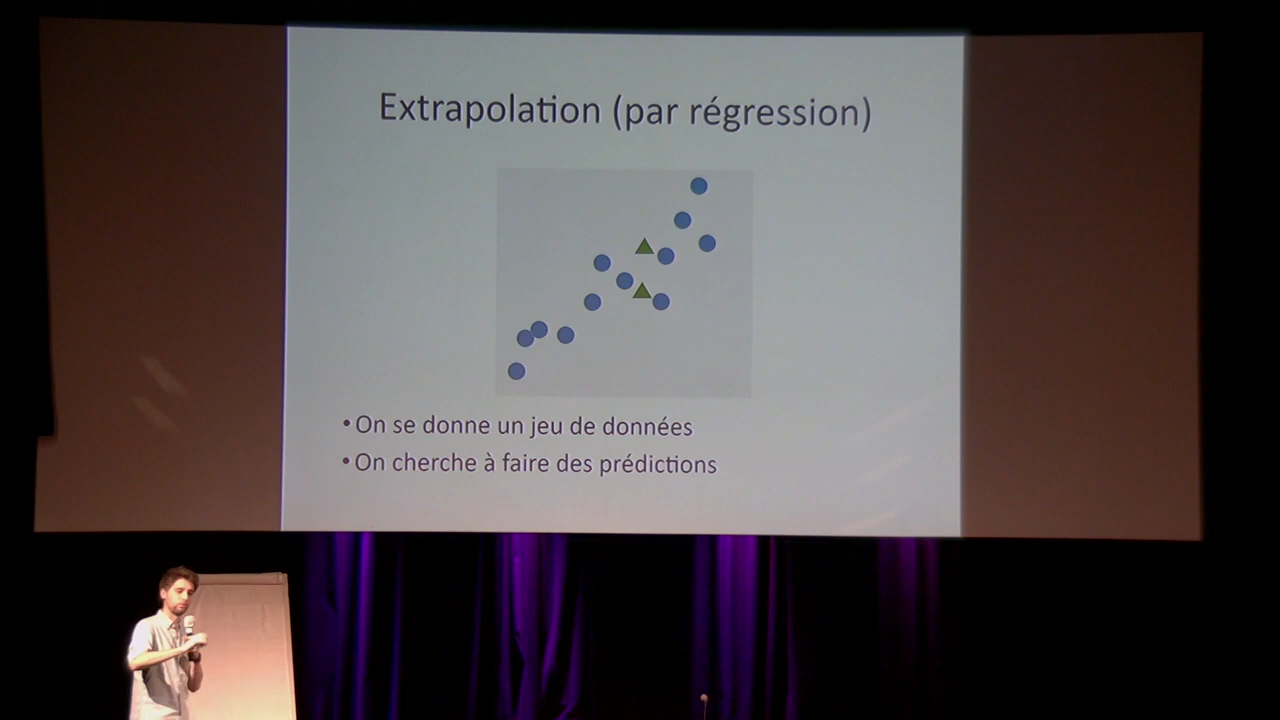 Extrapolation (par régression)
•On se donne un jeu de données
•On cherche à faire des prédictions